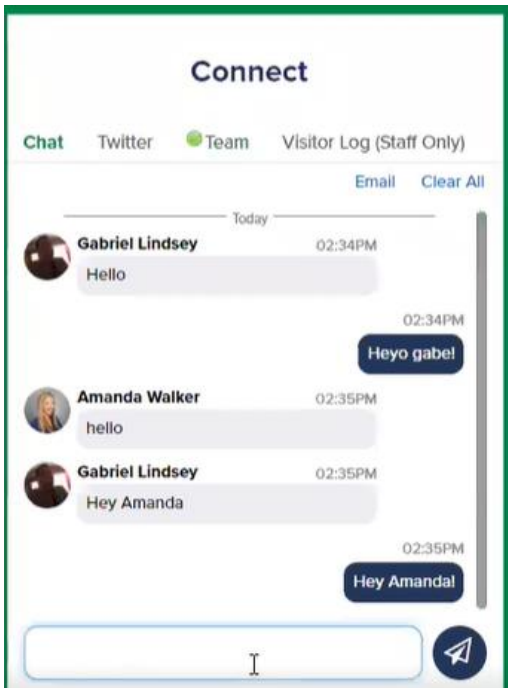 Connect
Chat Twitter Team Visitor Log (Staff Only)
Email Clear All
Today
Gabriel Lindsey 02:34PM
Hello
02:34PM
Heyo gabe!
Amanda Walker 02:35PM
hello
Gabriel Lindsey 02:35PM
Hey Amanda
02:35PM
Hey Amanda!